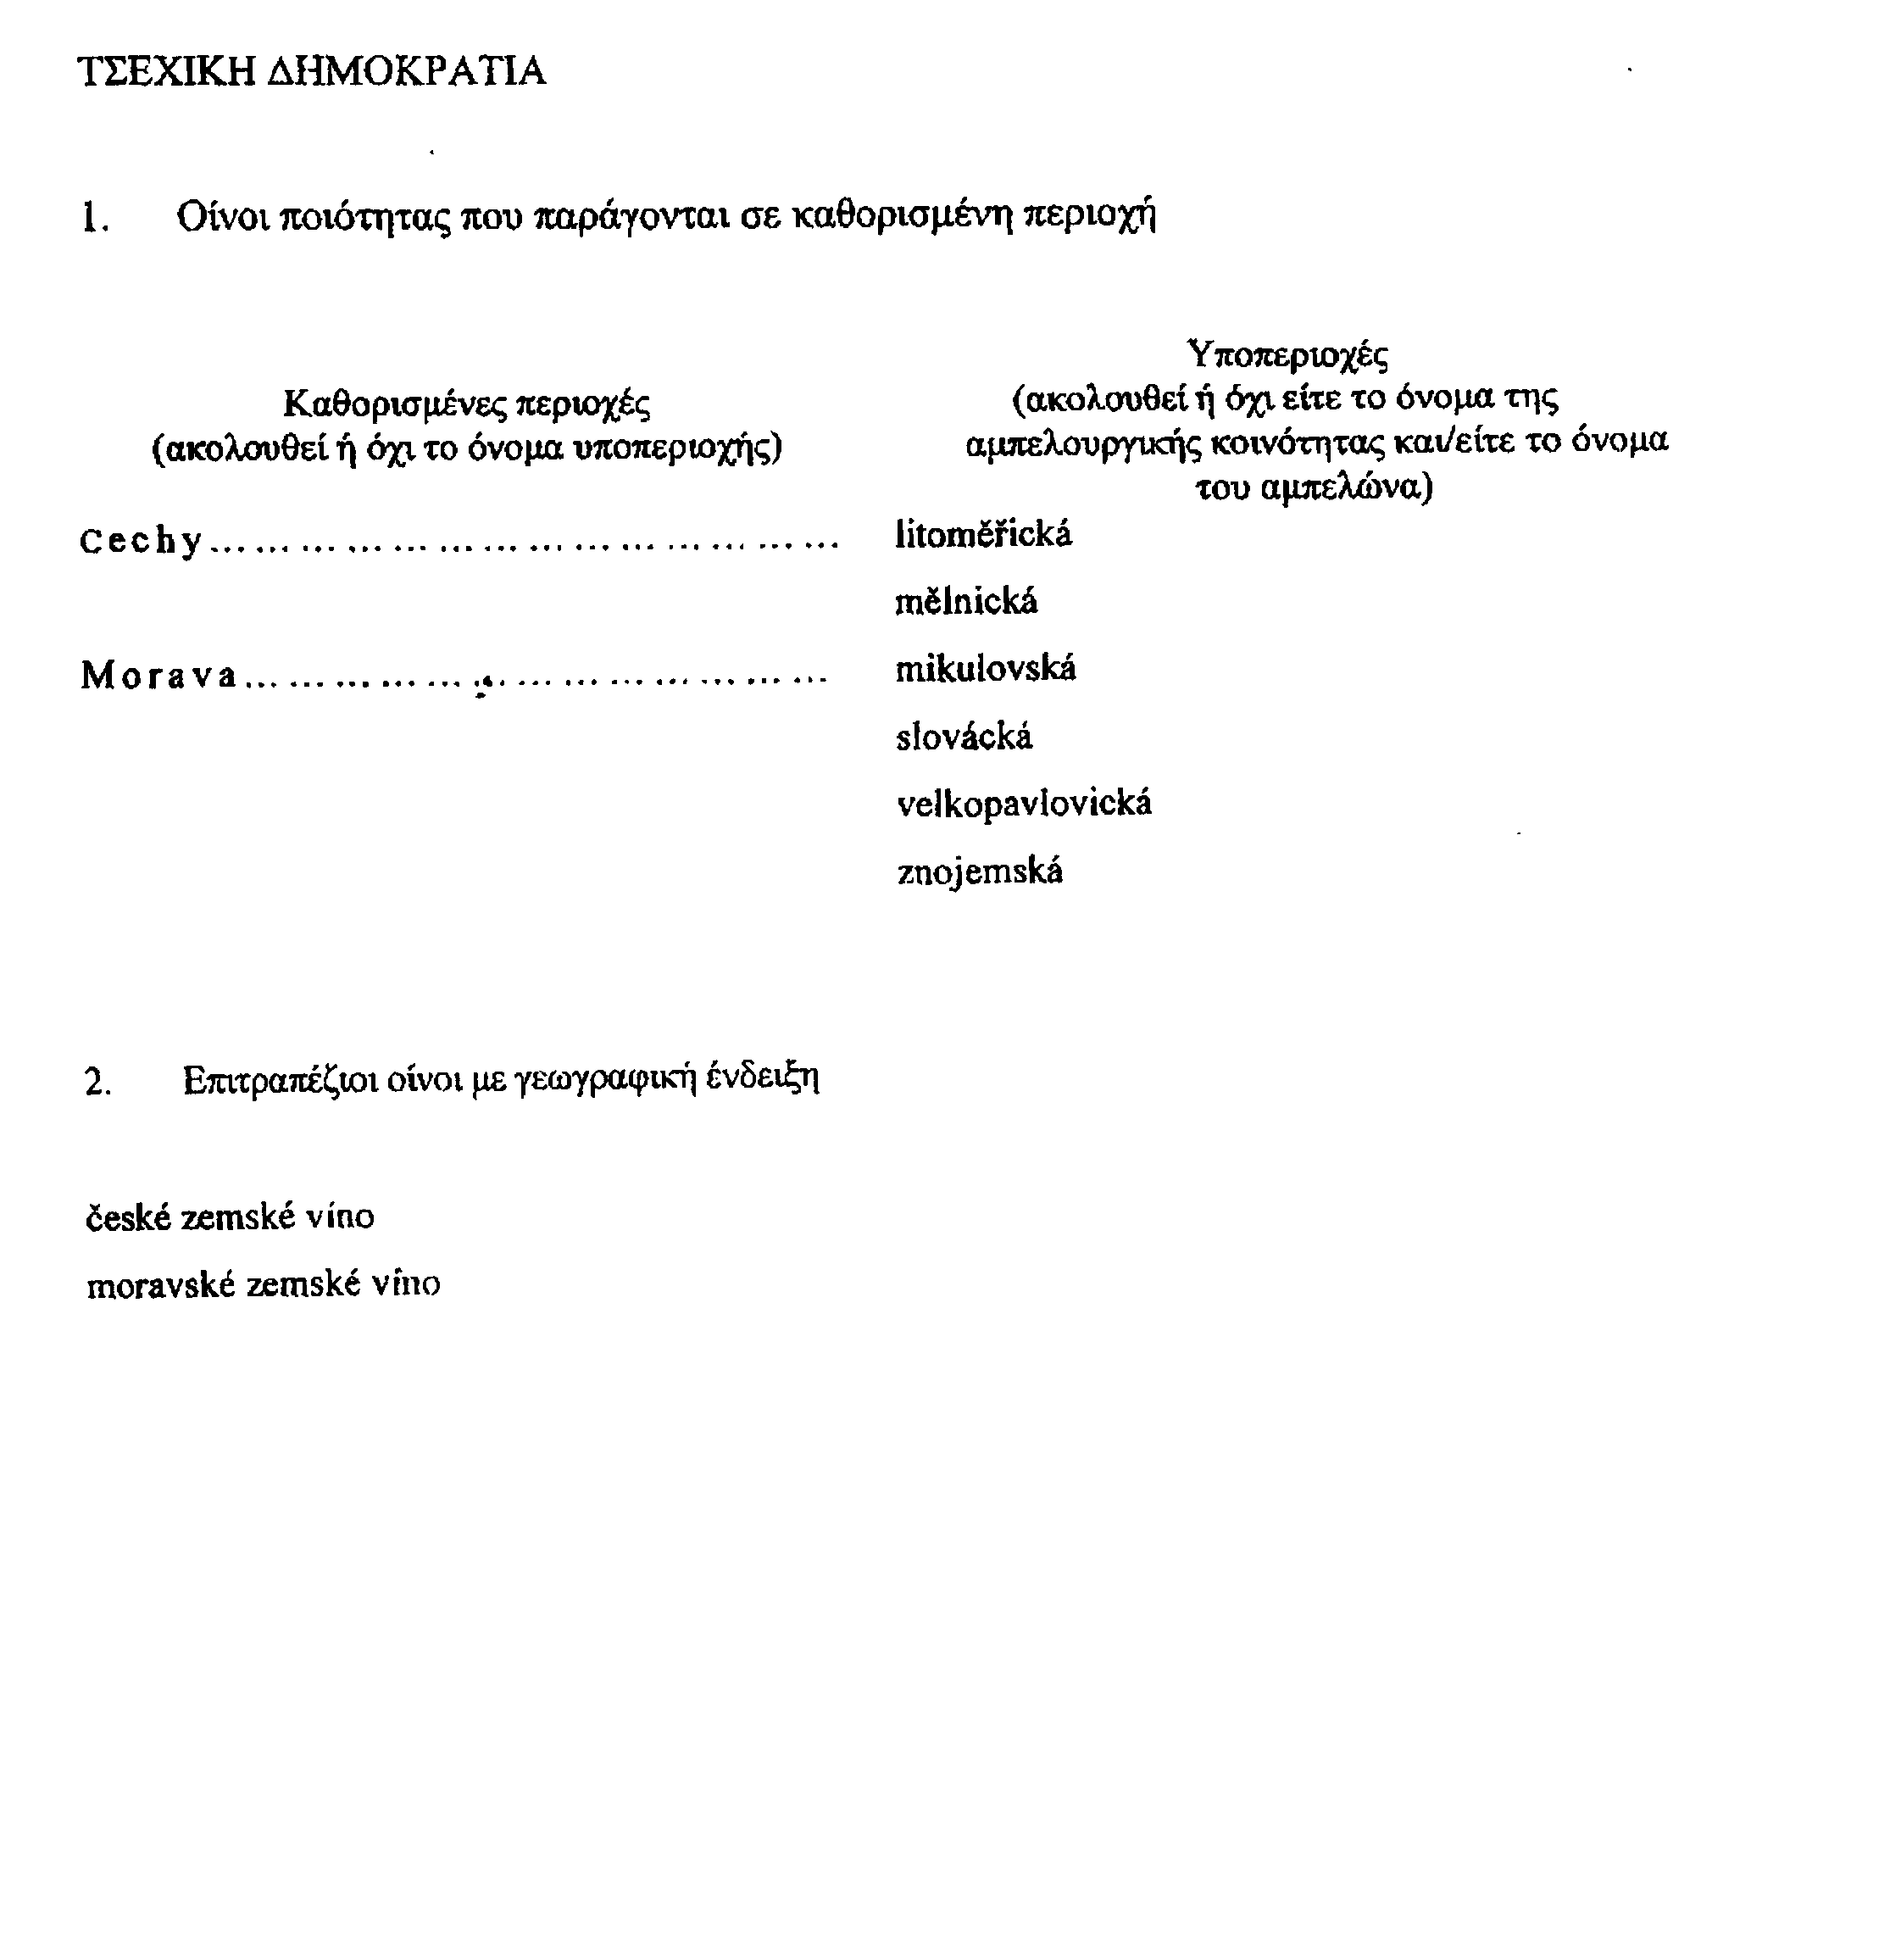 ΤΣΕΧΙΚΗ ΔΗΜΟΚΡΑΤΙΑ
1. Οίνοι ποιότητας που παράγονται σε καθορισμένη περιοχή
Καθορισμένες περιοχές
(ακολουθεί ή όχι το όνομα υποπεριοχής)
Υποπεριοχές
(ακολουθεί ή όχι είτε το όνομα της
αμπελουργικής κοινότητας και/είτε το όνομα
του αμπελώνα)
Cechy................................................ litoměřická
mělnická
Morava............................................. mikulovská
slovácká
velkopavlovická
znojemská
2. Επιτραπέζιοι οίνοι με γεωγραφική ένδειξη
české zemské víno
moravské zemské víno